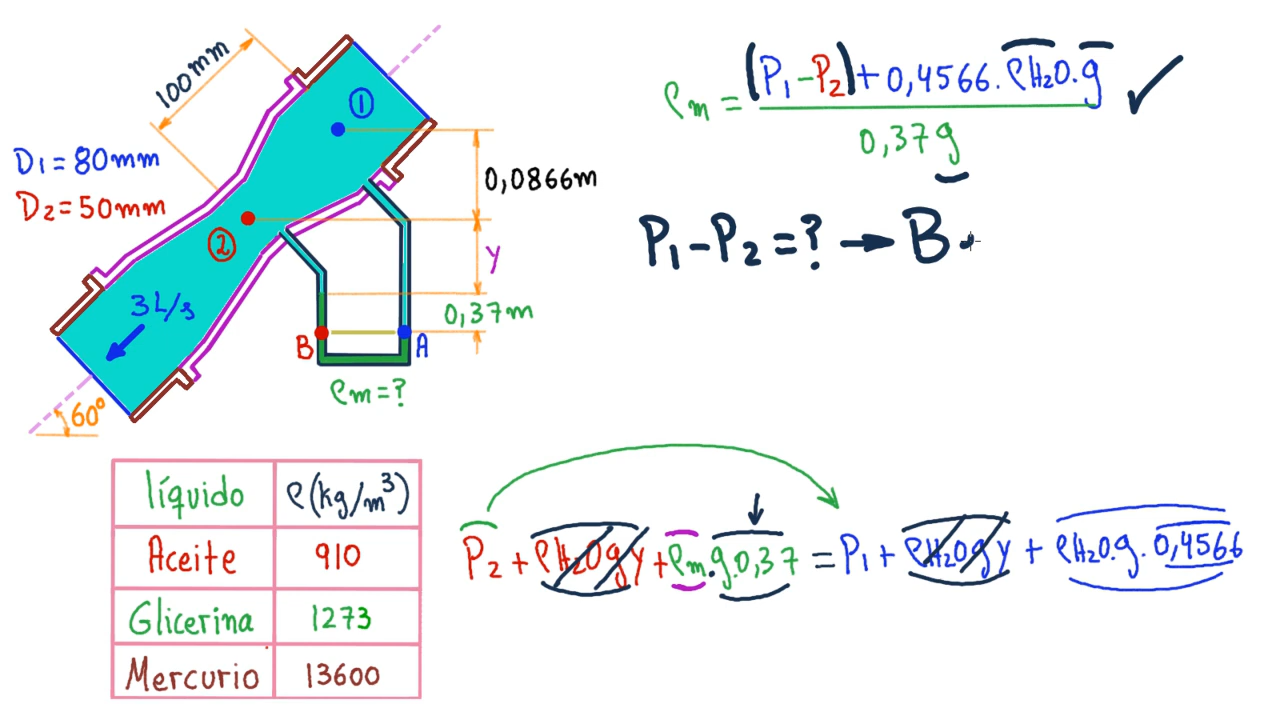 100mm
①
D1 = 80mm
D2 = 50mm
0,0866m
②
y
3L/s
0,37m
B
A
ρm = ?
60°
ρm = (P1 - P2) + 0,4566. ρH2O. g
0,37g
P1 - P2 = ? → B
líquido ρ(kg/m³)
Aceite 910
Glicerina 1273
Mercurio 13600
P2 + ρH2O g y + ρm. g. 0,37 = P1 + ρH2O g y + ρH2O. g. 0,4566